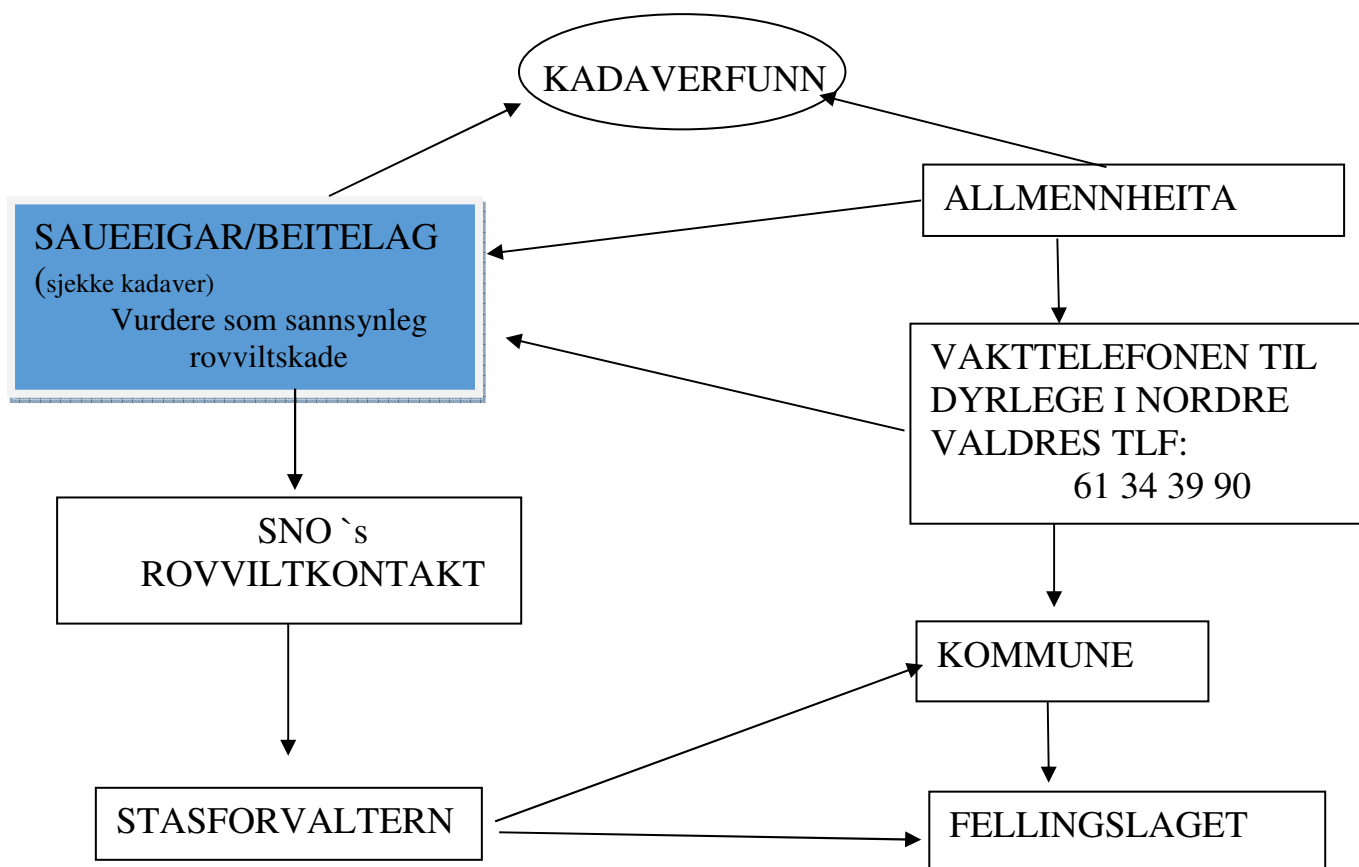 KADAVERFUNN
ALLMENNHEITA
SAUEEIGAR/BEITELAG
(sjekke kadaver)
Vurdere som sannsynleg
rovviltskade
VAKTTELEFONEN TIL
DYRLEGE I NORDRE
VALDRES TLF:
61 34 39 90
SNO `s
ROVVILTKONTAKT
KOMMUNE
STASFORVALTERN
FELLINGSLAGET